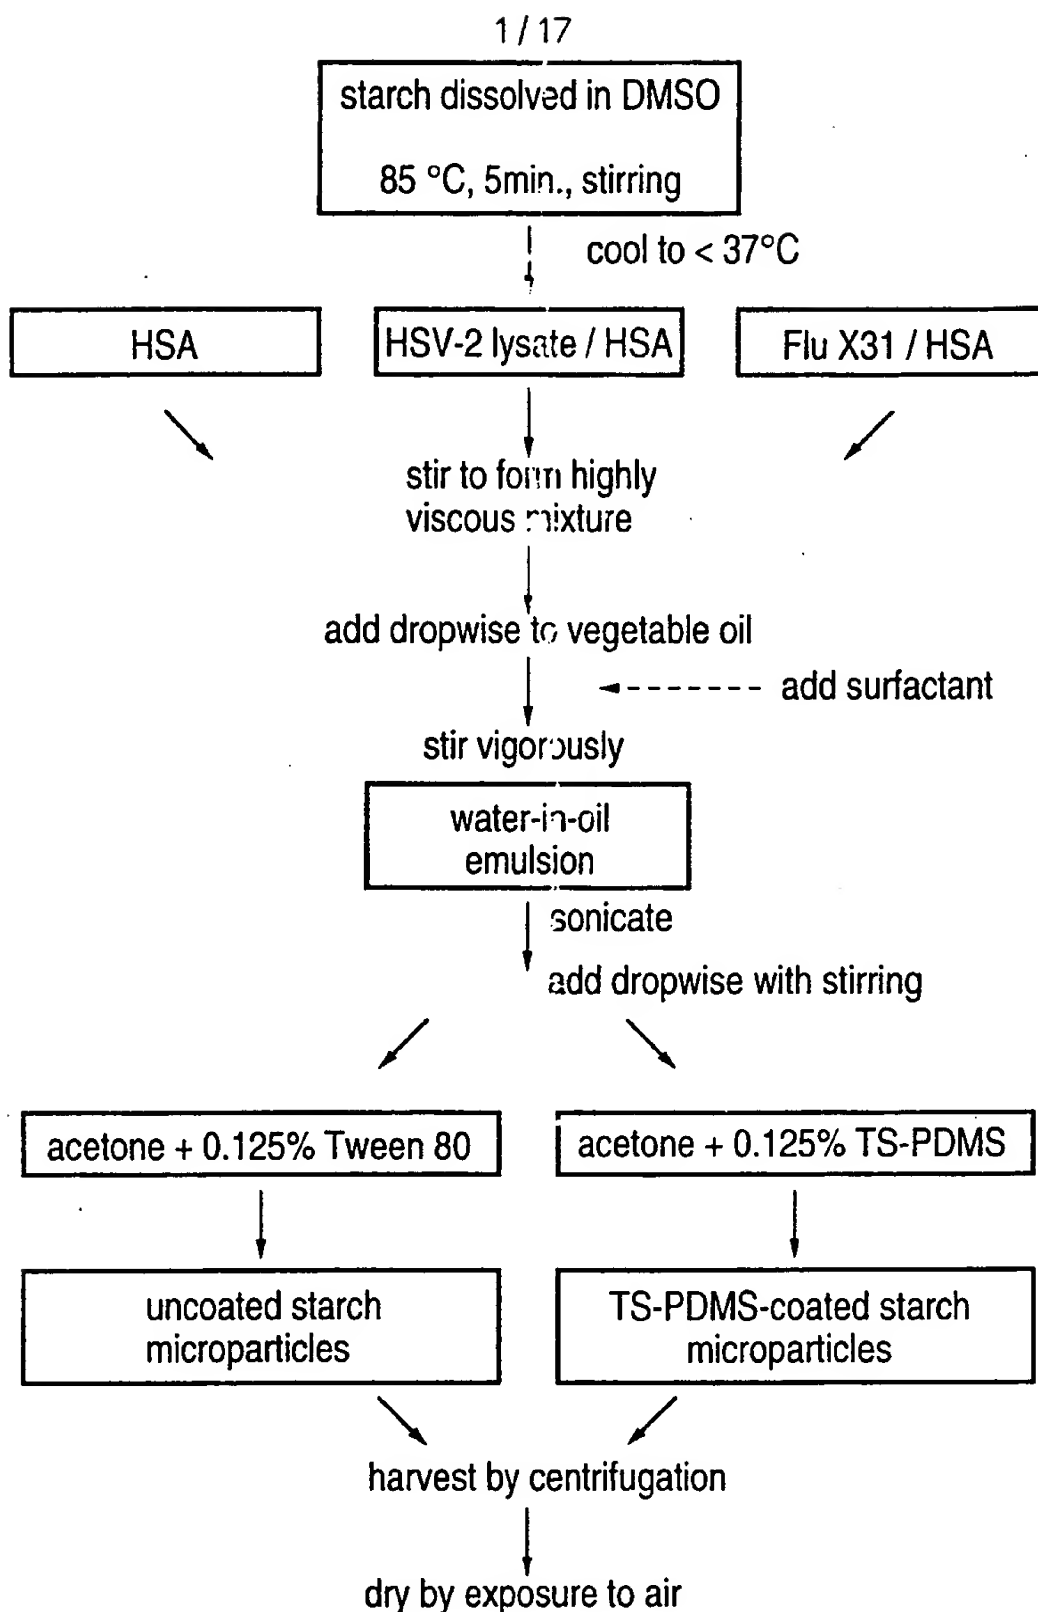 1 / 17
starch dissolved in DMSO
85 °C, 5min., stirring
cool to < 37°C
HSA
HSV-2 lysate / HSA
Flu X31 / HSA
stir to form highly
viscous mixture
add dropwise to vegetable oil
add surfactant
stir vigorously
water-in-oil
emulsion
sonicate
add dropwise with stirring
acetone + 0.125% Tween 80
acetone + 0.125% TS-PDMS
uncoated starch
microparticles
TS-PDMS-coated starch
microparticles
harvest by centrifugation
dry by exposure to air